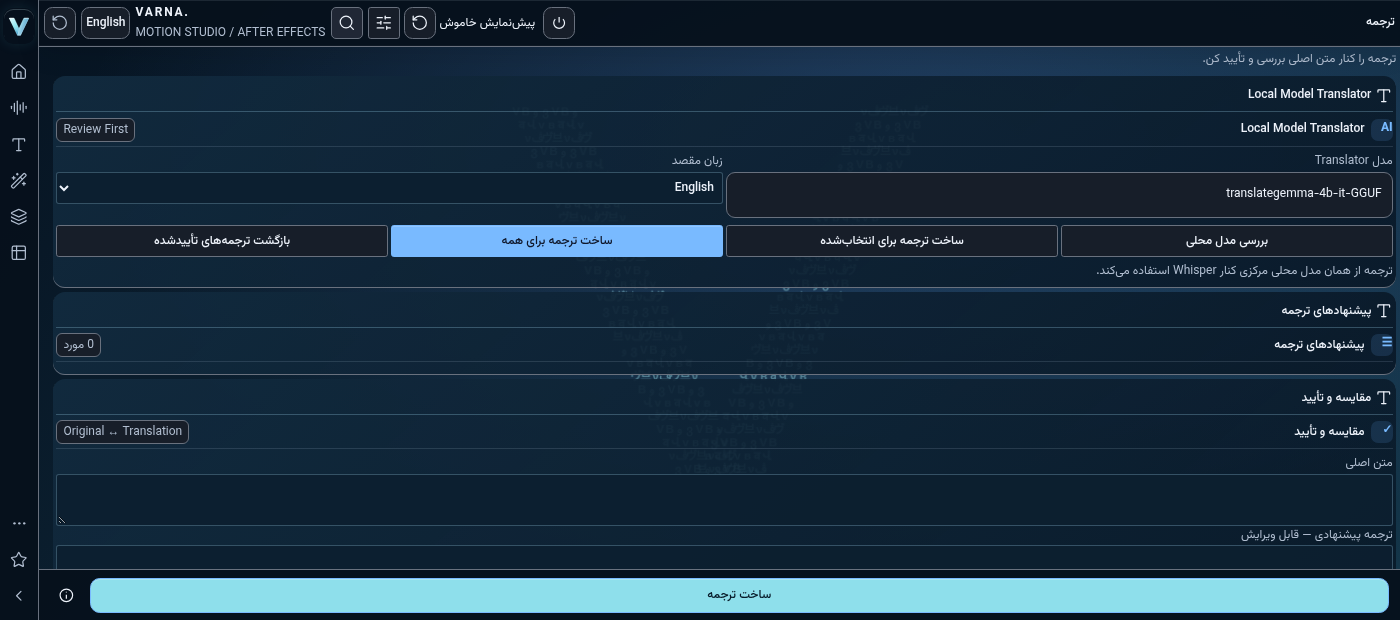 English
VARNA.
MOTION STUDIO / AFTER EFFECTS
پیش‌نمایش خاموش
ترجمه
ترجمه را کنار متن اصلی بررسی و تأیید کن.
Local Model Translator
AI Local Model Translator
Review First
مدل Translator
زبان مقصد
translategemma-4b-it-GGUF
English
بررسی مدل محلی
ساخت ترجمه برای انتخاب‌شده
ساخت ترجمه برای همه
بازگشت ترجمه‌های تأییدشده
ترجمه از همان مدل محلی مرکزی کنار Whisper استفاده می‌کند.
پیشنهادهای ترجمه
پیشنهادهای ترجمه
0 مورد
مقایسه و تأیید
مقایسه و تأیید
Original ↔ Translation
متن اصلی
ترجمه پیشنهادی — قابل ویرایش
ساخت ترجمه